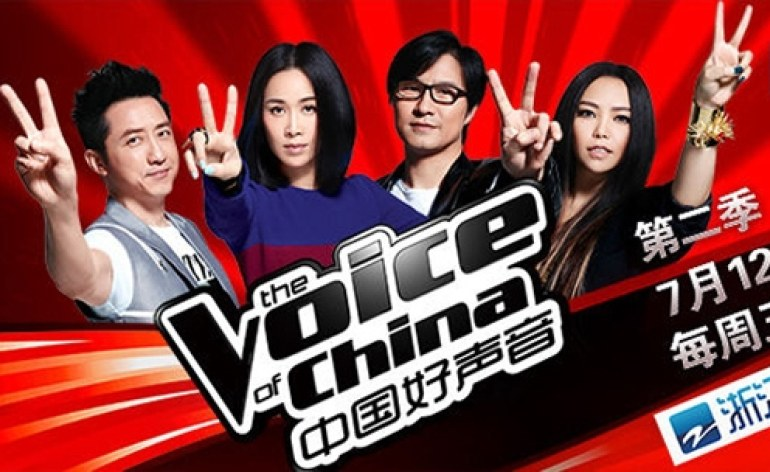 the
Voice
of China
中国好声音
第二季
7月12
每周
浙